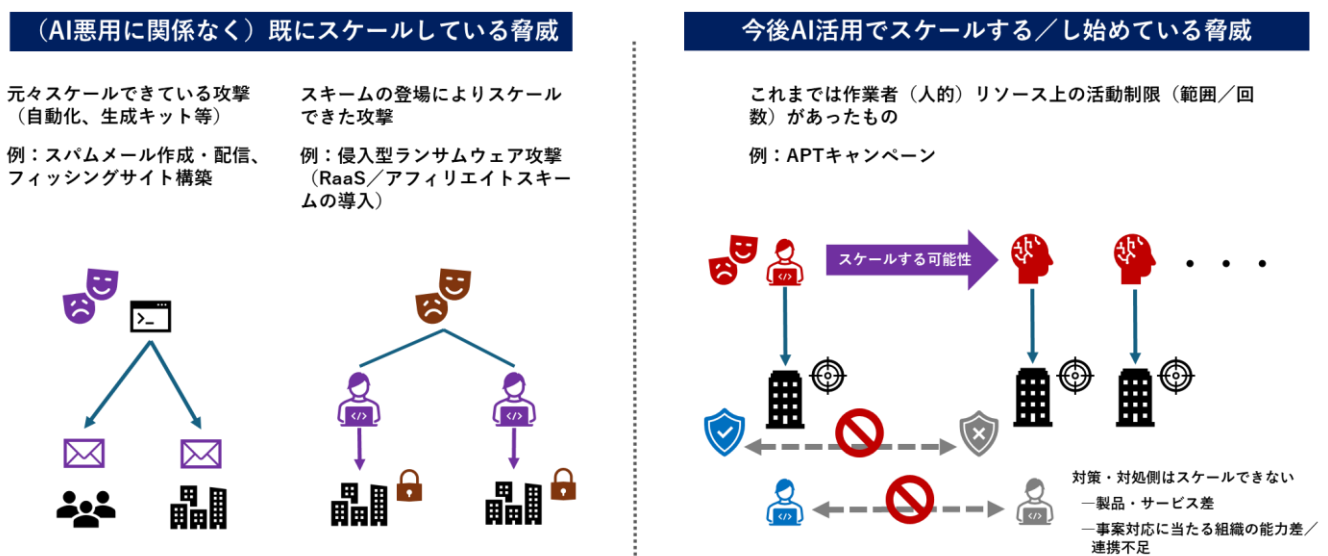 （AI悪用に関係なく）既にスケールしている脅威
元々スケールできている攻撃
（自動化、生成キット等）
例：スパムメール作成・配信、
フィッシングサイト構築
スキームの登場によりスケール
できた攻撃
例：侵入型ランサムウェア攻撃
（RaaS／アフィリエイトスキー
ムの導入）
>_
</>
</>
今後AI活用でスケールする／し始めている脅威
これまでは作業者（人的）リソース上の活動制限（範囲／回
数）があったもの
例：APTキャンペーン
</>
スケールする可能性
・・・
</>
</>
対策・対処側はスケールできない
―製品・サービス差
―事案対応に当たる組織の能力差／
連携不足